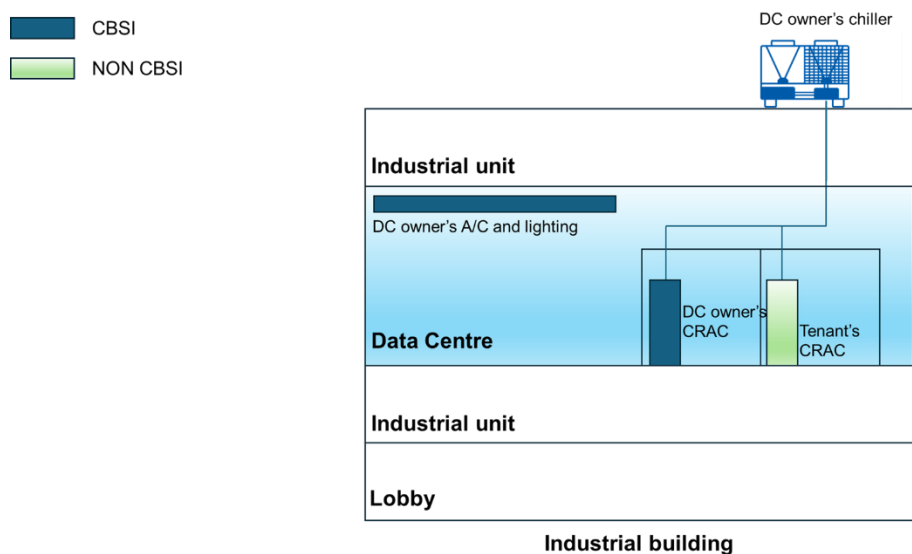 DC owner's chiller
CBSI
NON CBSI
Industrial unit
DC owner's A/C and lighting
DC owner's
CRAC
Tenant's
CRAC
Data Centre
Industrial unit
Lobby
Industrial building